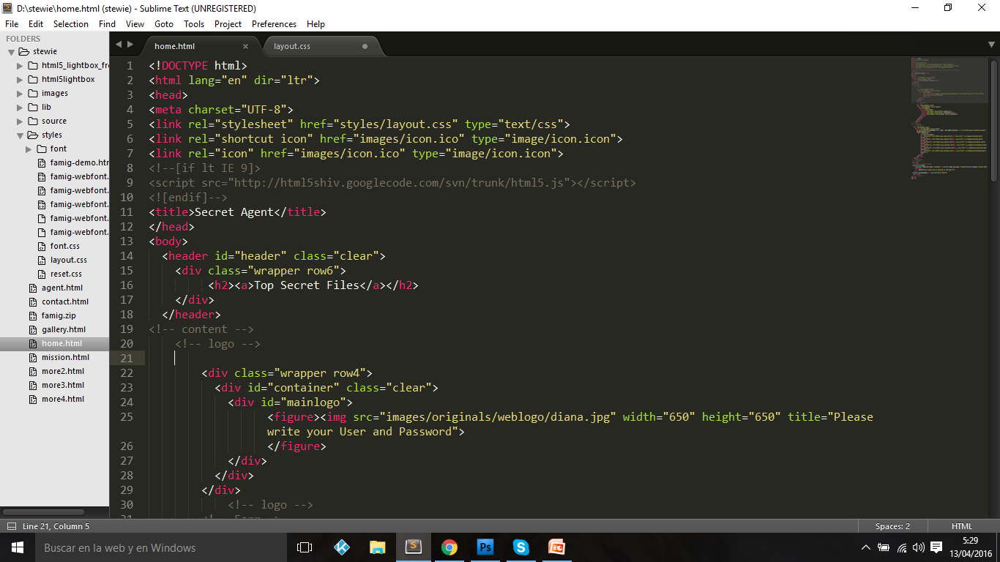 D:\stewie\home.html (stewie) - Sublime Text (UNREGISTERED)
File Edit Selection Find View Goto Tools Project Preferences Help
FOLDERS
stewie
html5_lightbox_fr
html5lightbox
images
lib
source
styles
font
famig-demo.htm
famig-webfont.
famig-webfont.
famig-webfont.
famig-webfont.
famig-webfont.
font.css
layout.css
reset.css
agent.html
contact.html
famig.zip
gallery.html
home.html
mission.html
more2.html
more3.html
more4.html
home.html × layout.css
1 <!DOCTYPE html>
2 <html lang="en" dir="ltr">
3 <head>
4 <meta charset="UTF-8">
5 <link rel="stylesheet" href="styles/layout.css" type="text/css">
6 <link rel="shortcut icon" href="images/icon.ico" type="image/icon.icon">
7 <link rel="icon" href="images/icon.ico" type="image/icon.icon">
8 <!--[if lt IE 9]>
9 <script src="http://html5shiv.googlecode.com/svn/trunk/html5.js"></script>
10 <![endif]-->
11 <title>Secret Agent</title>
12 </head>
13 <body>
14 <header id="header" class="clear">
15 <div class="wrapper row6">
16 <h2><a>Top Secret Files</a></h2>
17 </div>
18 </header>
19 <!-- content -->
20 <!-- logo -->
21
22 <div class="wrapper row4">
23 <div id="container" class="clear">
24 <div id="mainlogo">
25 <figure><img src="images/originals/weblogo/diana.jpg" width="650" height="650" title="Please
write your User and Password">
26 </figure>
27 </div>
28 </div>
29 </div>
30 <!-- logo -->
Line 21, Column 5 Spaces: 2 HTML
Buscar en la web y en Windows
5:29
13/04/2016